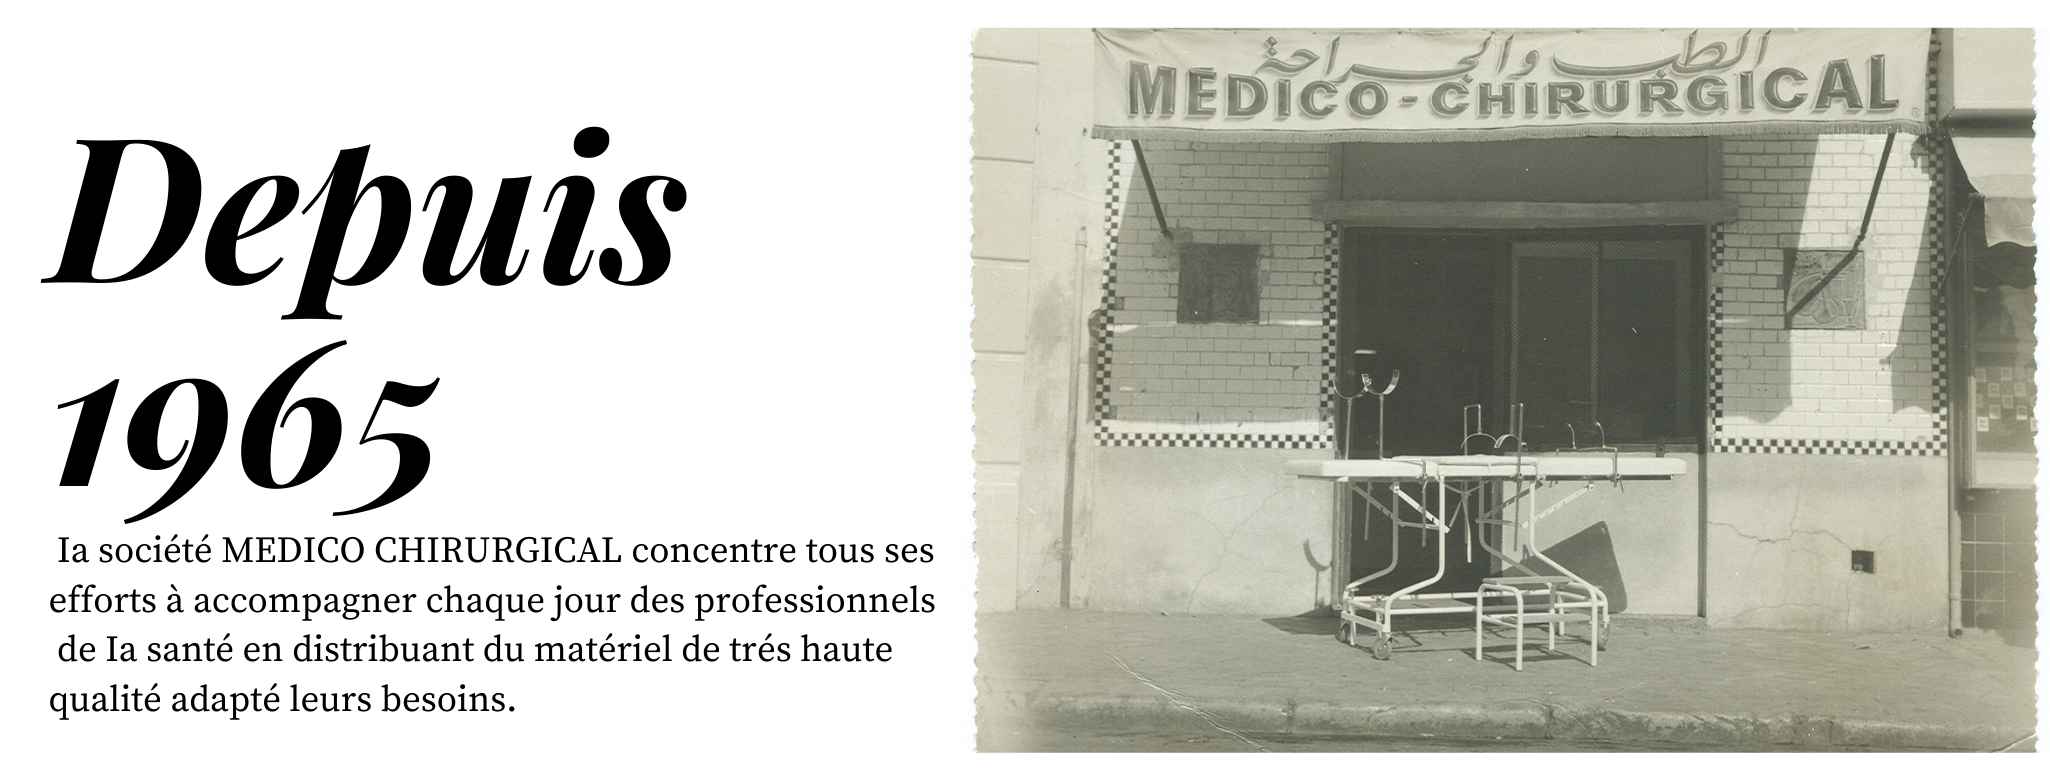 Depuis
1965
Ia société MEDICO CHIRURGICAL concentre tous ses
efforts à accompagner chaque jour des professionnels
de Ia santé en distribuant du matériel de trés haute
qualité adapté leurs besoins.
الطب والجراحة
MEDICO-CHIRURGICAL